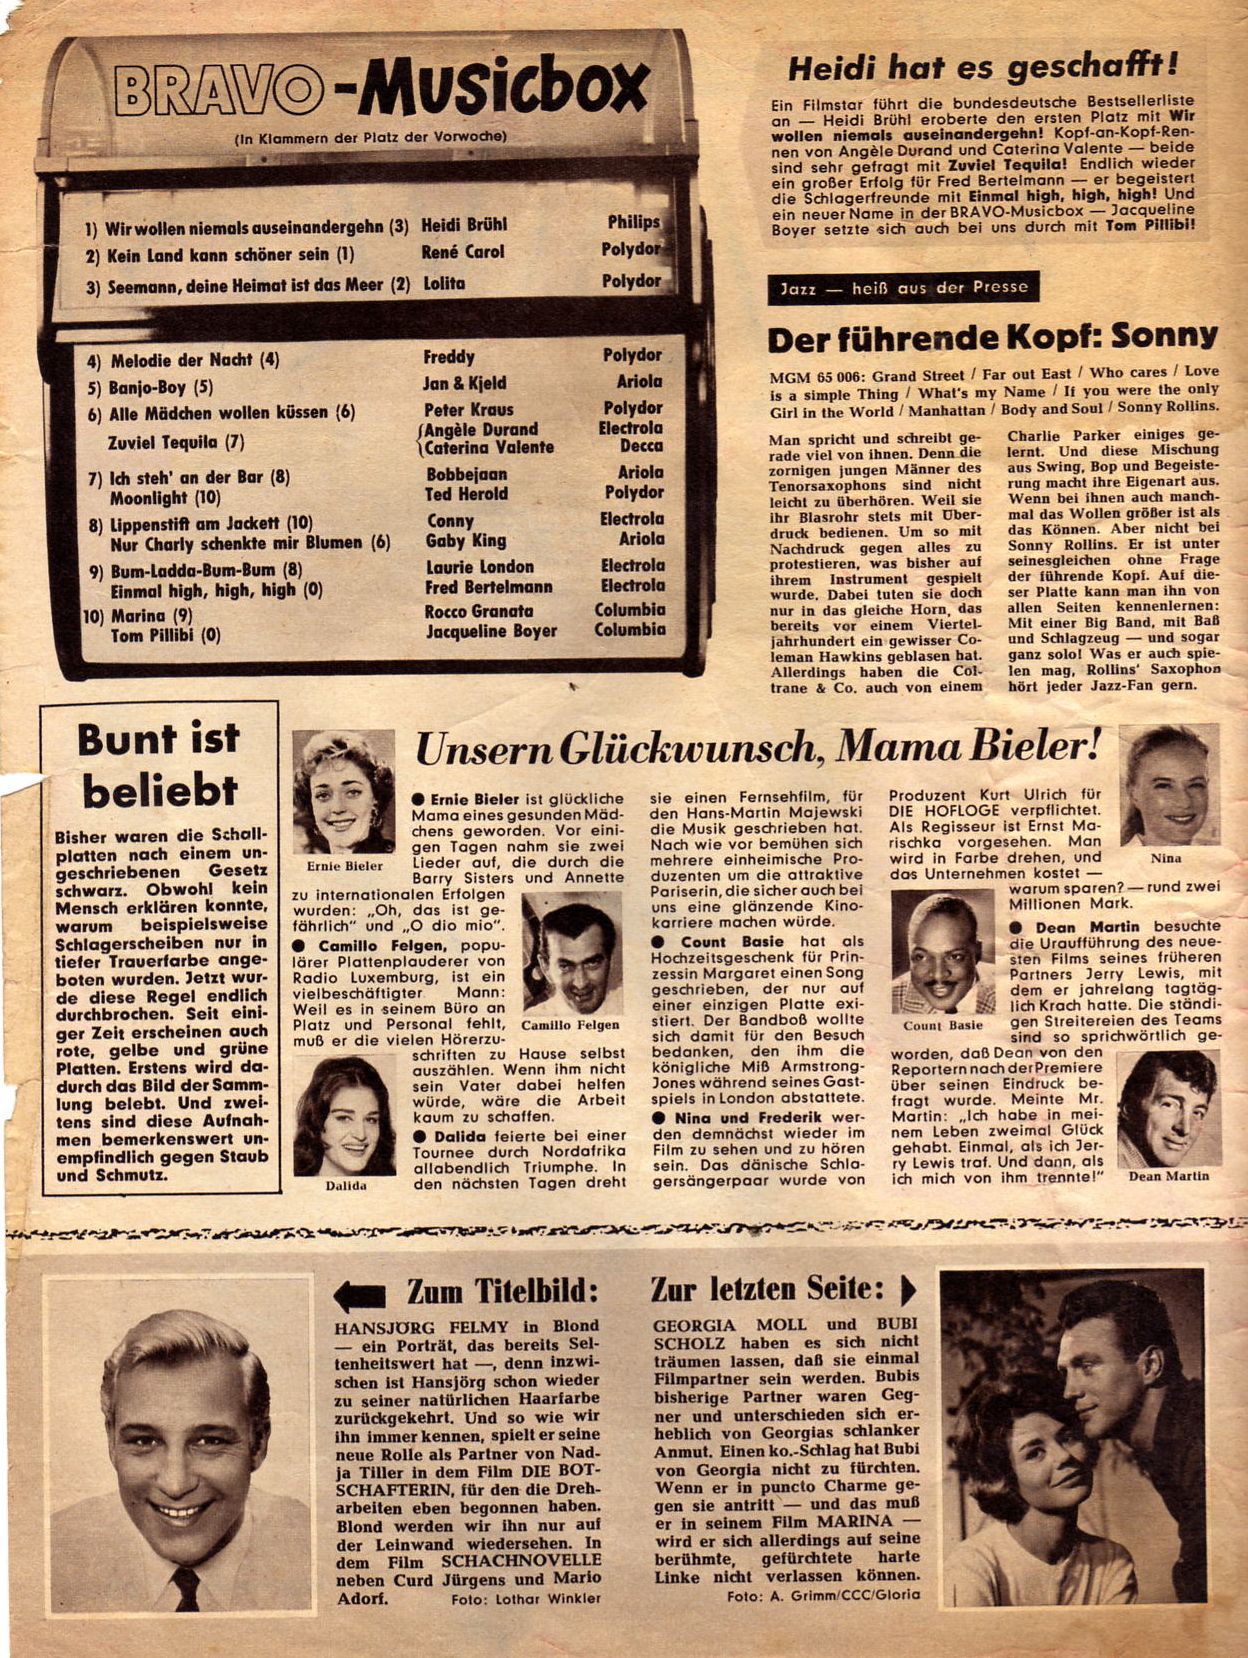 BRAVO-Musicbox
(In Klammern der Platz der Vorwoche)
1) Wir wollen niemals auseinandergehn (3) Heidi Brühl Philips
2) Kein Land kann schöner sein (1) René Carol Polydor
3) Seemann, deine Heimat ist das Meer (2) Lolita Polydor
4) Melodie der Nacht (4) Freddy Polydor
5) Banjo-Boy (5) Jan & Kjeld Ariola
6) Alle Mädchen wollen küssen (6) Peter Kraus Polydor
Zuviel Tequila (7) {Angèle Durand Electrola
Caterina Valente Decca
7) Ich steh' an der Bar (8) Bobbejaan Ariola
Moonlight (10) Ted Herold Polydor
8) Lippenstift am Jackett (10) Conny Electrola
Nur Charly schenkte mir Blumen (6) Gaby King Ariola
9) Bum-Ladda-Bum-Bum (8) Laurie London Electrola
Einmal high, high, high (0) Fred Bertelmann Electrola
10) Marina (9) Rocco Granata Columbia
Tom Pillibi (0) Jacqueline Boyer Columbia
Heidi hat es geschafft!
Ein Filmstar führt die bundesdeutsche Bestsellerliste
an — Heidi Brühl eroberte den ersten Platz mit Wir
wollen niemals auseinandergehn! Kopf-an-Kopf-Ren-
nen von Angèle Durand und Caterina Valente — beide
sind sehr gefragt mit Zuviel Tequila! Endlich wieder
ein großer Erfolg für Fred Bertelmann — er begeistert
die Schlagerfreunde mit Einmal high, high, high! Und
ein neuer Name in der BRAVO-Musicbox — Jacqueline
Boyer setzte sich auch bei uns durch mit Tom Pillibi!
Jazz — heiß aus der Presse
Der führende Kopf: Sonny
MGM 65 006: Grand Street / Far out East / Who cares / Love
is a simple Thing / What's my Name / If you were the only
Girl in the World / Manhattan / Body and Soul / Sonny Rollins.
Man spricht und schreibt ge-
rade viel von ihnen. Denn die
zornigen jungen Männer des
Tenorsaxophons sind nicht
leicht zu überhören. Weil sie
ihr Blasrohr stets mit Über-
druck bedienen. Um so mit
Nachdruck gegen alles zu
protestieren, was bisher auf
ihrem Instrument gespielt
wurde. Dabei tuten sie doch
nur in das gleiche Horn, das
bereits vor einem Viertel-
jahrhundert ein gewisser Co-
leman Hawkins geblasen hat.
Allerdings haben die Col-
trane & Co. auch von einem
Charlie Parker einiges ge-
lernt. Und diese Mischung
aus Swing, Bop und Begeiste-
rung macht ihre Eigenart aus.
Wenn bei ihnen auch manch-
mal das Wollen größer ist als
das Können. Aber nicht bei
Sonny Rollins. Er ist unter
seinesgleichen ohne Frage
der führende Kopf. Auf die-
ser Platte kann man ihn von
allen Seiten kennenlernen:
Mit einer Big Band, mit Baß
und Schlagzeug — und sogar
ganz solo! Was er auch spie-
len mag, Rollins' Saxophon
hört jeder Jazz-Fan gern.
Bunt ist
beliebt
Bisher waren die Schall-
platten nach einem un-
geschriebenen Gesetz
schwarz. Obwohl kein
Mensch erklären konnte,
warum beispielsweise
Schlagerscheiben nur in
tiefer Trauerfarbe ange-
boten wurden. Jetzt wur-
de diese Regel endlich
durchbrochen. Seit eini-
ger Zeit erscheinen auch
rote, gelbe und grüne
Platten. Erstens wird da-
durch das Bild der Samm-
lung belebt. Und zwei-
tens sind diese Aufnah-
men bemerkenswert un-
empfindlich gegen Staub
und Schmutz.
Unsern Glückwunsch, Mama Bieler!
Ernie Bieler
● Ernie Bieler ist glückliche
Mama eines gesunden Mäd-
chens geworden. Vor eini-
gen Tagen nahm sie zwei
Lieder auf, die durch die
Barry Sisters und Annette
zu internationalen Erfolgen
wurden: „Oh, das ist ge-
fährlich" und „O dio mio".
● Camillo Felgen, popu-
lärer Plattenplauderer von
Radio Luxemburg, ist ein
vielbeschäftigter Mann:
Weil es in seinem Büro an
Platz und Personal fehlt,
muß er die vielen Hörerzu-
schriften zu Hause selbst
auszählen. Wenn ihm nicht
sein Vater dabei helfen
würde, wäre die Arbeit
kaum zu schaffen.
● Dalida feierte bei einer
Tournee durch Nordafrika
allabendlich Triumphe. In
den nächsten Tagen dreht
Camillo Felgen
Dalida
sie einen Fernsehfilm, für
den Hans-Martin Majewski
die Musik geschrieben hat.
Nach wie vor bemühen sich
mehrere einheimische Pro-
duzenten um die attraktive
Pariserin, die sicher auch bei
uns eine glänzende Kino-
karriere machen würde.
● Count Basie hat als
Hochzeitsgeschenk für Prin-
zessin Margaret einen Song
geschrieben, der nur auf
einer einzigen Platte exi-
stiert. Der Bandboß wollte
sich damit für den Besuch
bedanken, den ihm die
königliche Miß Armstrong-
Jones während seines Gast-
spiels in London abstattete.
● Nina und Frederik wer-
den demnächst wieder im
Film zu sehen und zu hören
sein. Das dänische Schla-
gersängerpaar wurde von
Produzent Kurt Ulrich für
DIE HOFLOGE verpflichtet.
Als Regisseur ist Ernst Ma-
rischka vorgesehen. Man
wird in Farbe drehen, und
das Unternehmen kostet —
warum sparen? — rund zwei
Millionen Mark.
● Dean Martin besuchte
die Uraufführung des neue-
sten Films seines früheren
Partners Jerry Lewis, mit
dem er jahrelang tagtäg-
lich Krach hatte. Die ständi-
gen Streitereien des Teams
sind so sprichwörtlich ge-
worden, daß Dean von den
Reportern nach der Premiere
über seinen Eindruck be-
fragt wurde. Meinte Mr.
Martin: „Ich habe in mei-
nem Leben zweimal Glück
gehabt. Einmal, als ich Jer-
ry Lewis traf. Und dann, als
ich mich von ihm trennte!"
Nina
Count Basie
Dean Martin
Zum Titelbild:
HANSJÖRG FELMY in Blond
— ein Porträt, das bereits Sel-
tenheitswert hat —, denn inzwi-
schen ist Hansjörg schon wieder
zu seiner natürlichen Haarfarbe
zurückgekehrt. Und so wie wir
ihn immer kennen, spielt er seine
neue Rolle als Partner von Nad-
ja Tiller in dem Film DIE BOT-
SCHAFTERIN, für den die Dreh-
arbeiten eben begonnen haben.
Blond werden wir ihn nur auf
der Leinwand wiedersehen. In
dem Film SCHACHNOVELLE
neben Curd Jürgens und Mario
Adorf. Foto: Lothar Winkler
Zur letzten Seite:
GEORGIA MOLL und BUBI
SCHOLZ haben es sich nicht
träumen lassen, daß sie einmal
Filmpartner sein werden. Bubis
bisherige Partner waren Geg-
ner und unterschieden sich er-
heblich von Georgias schlanker
Anmut. Einen ko.-Schlag hat Bubi
von Georgia nicht zu fürchten.
Wenn er in puncto Charme ge-
gen sie antritt — und das muß
er in seinem Film MARINA —
wird er sich allerdings auf seine
berühmte, gefürchtete harte
Linke nicht verlassen können.
Foto: A. Grimm/CCC/Gloria